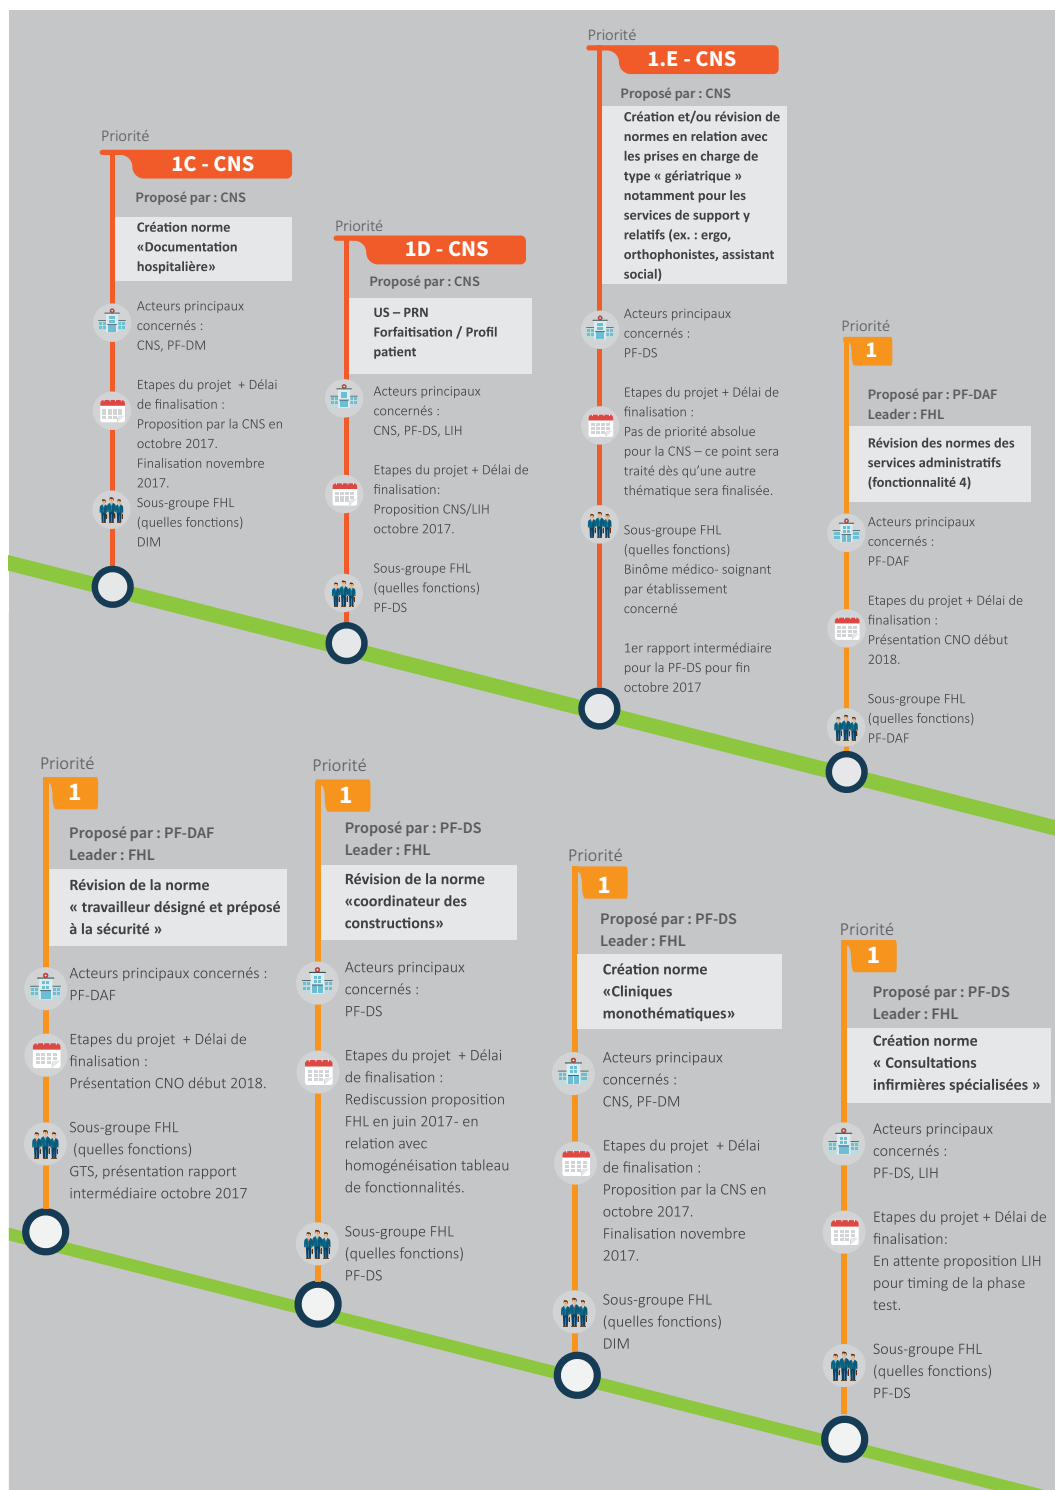 Priorité
1C - CNS
Proposé par : CNS
Création norme
«Documentation
hospitalière»
Acteurs principaux
concernés :
CNS, PF-DM
Etapes du projet + Délai
de finalisation :
Proposition par la CNS en
octobre 2017.
Finalisation novembre
2017.
Sous-groupe FHL
(quelles fonctions)
DIM
Priorité
1D - CNS
Proposé par : CNS
US – PRN
Forfaitisation / Profil
patient
Acteurs principaux
concernés :
CNS, PF-DS, LIH
Etapes du projet + Délai de
finalisation:
Proposition CNS/LIH
octobre 2017.
Sous-groupe FHL
(quelles fonctions)
PF-DS
Priorité
1.E - CNS
Proposé par : CNS
Création et/ou révision de
normes en relation avec
les prises en charge de
type « gériatrique »
notamment pour les
services de support y
relatifs (ex. : ergo,
orthophonistes, assistant
social)
Acteurs principaux
concernés :
PF-DS
Etapes du projet + Délai de
finalisation :
Pas de priorité absolue
pour la CNS – ce point sera
traité dès qu'une autre
thématique sera finalisée.
Sous-groupe FHL
(quelles fonctions)
Binôme médico- soignant
par établissement
concerné
1er rapport intermédiaire
pour la PF-DS pour fin
octobre 2017
Priorité
1
Proposé par : PF-DAF
Leader : FHL
Révision des normes des
services administratifs
(fonctionnalité 4)
Acteurs principaux
concernés :
PF-DAF
Etapes du projet + Délai de
finalisation :
Présentation CNO début
2018.
Sous-groupe FHL
(quelles fonctions)
PF-DAF
Priorité
1
Proposé par : PF-DAF
Leader : FHL
Révision de la norme
« travailleur désigné et préposé
à la sécurité »
Acteurs principaux concernés :
PF-DAF
Etapes du projet + Délai de
finalisation :
Présentation CNO début 2018.
Sous-groupe FHL
(quelles fonctions)
GTS, présentation rapport
intermédiaire octobre 2017
Priorité
1
Proposé par : PF-DS
Leader : FHL
Révision de la norme
«coordinateur des
constructions»
Acteurs principaux
concernés :
PF-DS
Etapes du projet + Délai
de finalisation :
Rediscussion proposition
FHL en juin 2017- en
relation avec
homogénéisation tableau
de fonctionnalités.
Sous-groupe FHL
(quelles fonctions)
PF-DS
Priorité
1
Proposé par : PF-DS
Leader : FHL
Création norme
«Cliniques
monothématiques»
Acteurs principaux
concernés :
CNS, PF-DM
Etapes du projet + Délai
de finalisation :
Proposition par la CNS en
octobre 2017.
Finalisation novembre
2017.
Sous-groupe FHL
(quelles fonctions)
DIM
Priorité
1
Proposé par : PF-DS
Leader : FHL
Création norme
« Consultations
infirmières spécialisées »
Acteurs principaux
concernés :
PF-DS, LIH
Etapes du projet + Délai de
finalisation:
En attente proposition LIH
pour timing de la phase
test.
Sous-groupe FHL
(quelles fonctions)
PF-DS